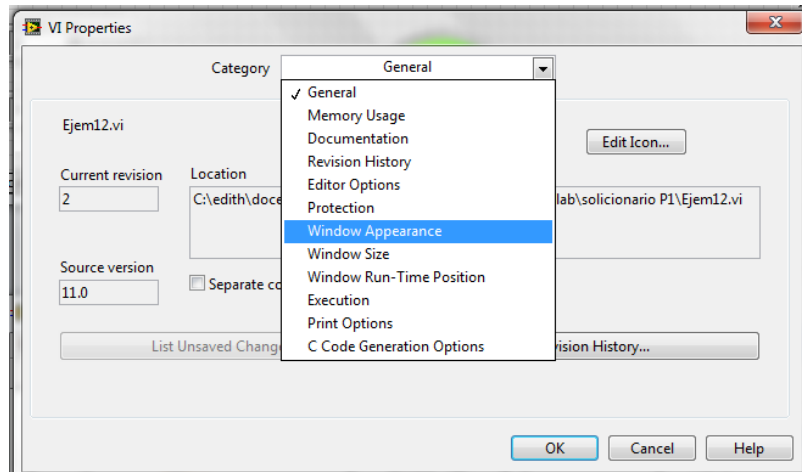 VI Properties
Category General
General
Memory Usage
Documentation
Revision History
Editor Options
Protection
Window Appearance
Window Size
Window Run-Time Position
Execution
Print Options
C Code Generation Options
Ejem12.vi
Edit Icon...
Current revision
2
Location
C:\edith\doce
lab\solicionario P1\Ejem12.vi
Source version
11.0
Separate co
List Unsaved Chang
ision History...
OK Cancel Help